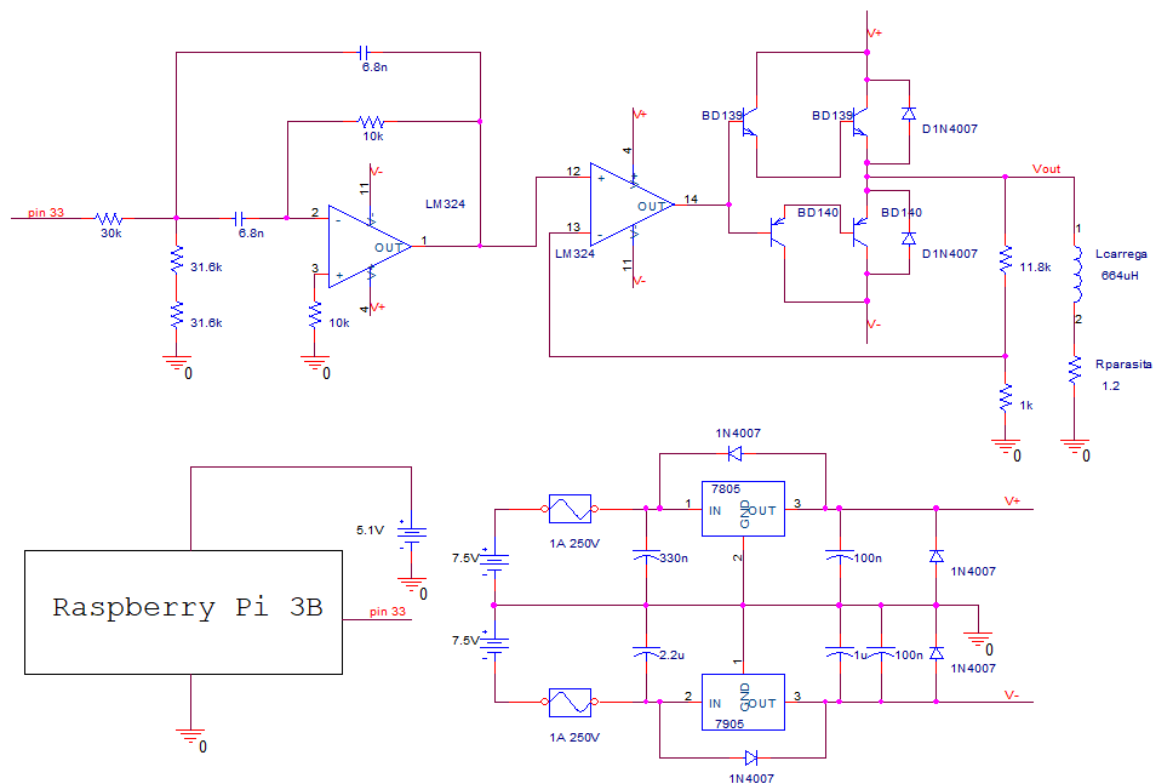 6.8n
10k
pin 33
30k
6.8n
31.6k
31.6k
10k
2
3
V-
11
OUT
V-
V+
4
V+
1
LM324
0
0
V+
4
V+
12
+
13
-
LM324
OUT
14
V-
11
V-
V+
BD139
BD139
D1N4007
BD140
BD140
D1N4007
V-
Vout
11.8k
1k
0
1
Lcarrega
664uH
2
Rparasita
1.2
0
5.1V
0
Raspberry Pi 3B
pin 33
0
7.5V
7.5V
1A 250V
330n
1N4007
7805
1
IN
GND
OUT
3
2
100n
V+
1N4007
0
2.2u
1
2
IN
GND
OUT
3
7905
1u
100n
1N4007
V-
1A 250V
1N4007